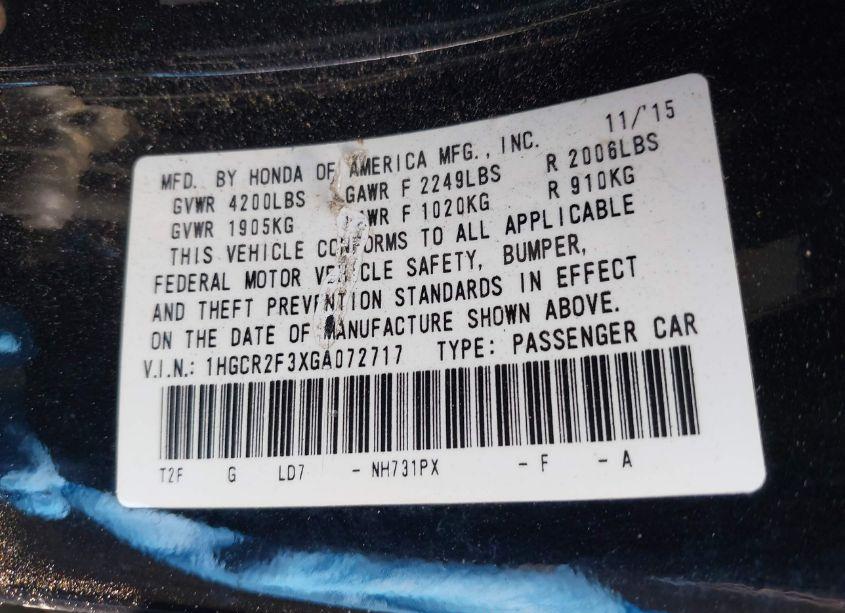 11/'15
MFD. BY HONDA OF AMERICA MFG., INC.
GVWR 4200LBS GAWR F 2249LBS R 2006LBS
GVWR 1905KG GAWR F 1020KG R 910KG
THIS VEHICLE CONFORMS TO ALL APPLICABLE
FEDERAL MOTOR VEHICLE SAFETY, BUMPER,
AND THEFT PREVENTION STANDARDS IN EFFECT
ON THE DATE OF MANUFACTURE SHOWN ABOVE.
V.I.N.: 1HGCR2F3XGA072717 TYPE: PASSENGER CAR
T2F G LD7 - NH731PX - F - A